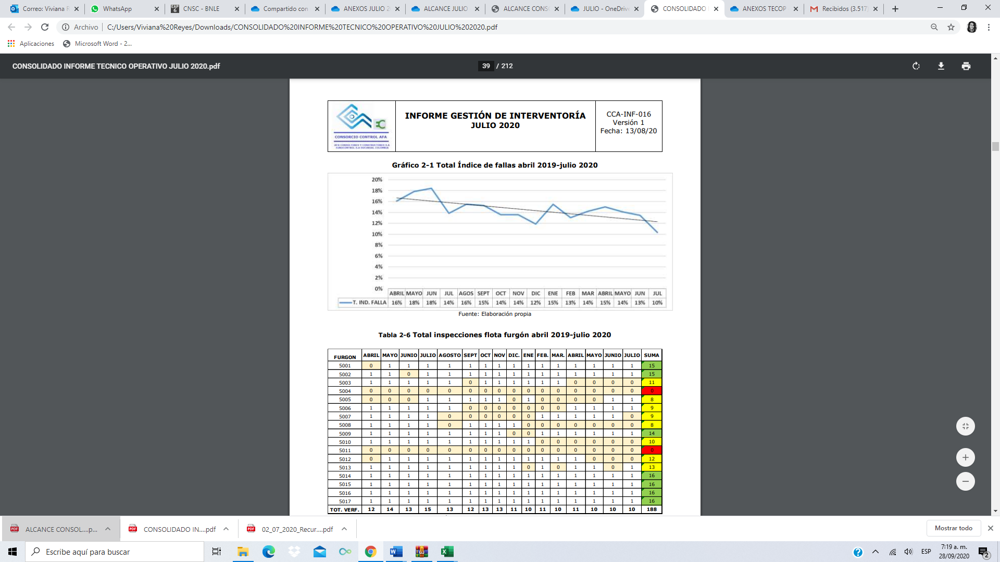 Correo: Viviana R
WhatsApp
CNSC - BNLE
Compartido con
ANEXOS JULIO 2
ALCANCE JULIO
ALCANCE CONSO
JULIO - OneDrive
CONSOLIDADO
ANEXOS TECOP
Recibidos (3.517)
Archivo
C:/Users/Viviana%20Reyes/Downloads/CONSOLIDADO%20INFORME%20TECNICO%20OPERATIVO%20JULIO%202020.pdf
Aplicaciones
Microsoft Word - 2...
CONSOLIDADO INFORME TECNICO OPERATIVO JULIO 2020.pdf
39 / 212
CONSORCIO CONTROL AFA
AFA CONSULTORES Y CONSTRUCTORES S.A
EUROCONTROL S.A SUCURSAL COLOMBIA
INFORME GESTIÓN DE INTERVENTORÍA
JULIO 2020
CCA-INF-016
Versión 1
Fecha: 13/08/20
Gráfico 2-1 Total Índice de fallas abril 2019-julio 2020
20%
18%
16%
14%
12%
10%
8%
6%
4%
2%
0%
ABRIL MAYO JUN JUL AGOS SEPT OCT NOV DIC ENE FEB MAR ABRIL MAYO JUN JUL
T. IND. FALLA 16% 18% 18% 14% 16% 15% 14% 14% 12% 15% 13% 14% 15% 14% 13% 10%
Fuente: Elaboración propia
Tabla 2-6 Total inspecciones flota furgón abril 2019-julio 2020
FURGON ABRIL MAYO JUNIO JULIO AGOSTO SEPT OCT NOV DIC. ENE FEB. MAR. ABRIL MAYO JUNIO JULIO SUMA
5001 0 1 1 1 1 1 1 1 1 1 1 1 1 1 1 1 15
5002 1 1 0 1 1 1 1 1 1 1 1 1 1 1 1 1 15
5003 1 1 1 1 1 0 1 1 1 1 1 1 0 0 0 0 11
5004 0 0 0 0 0 0 0 0 0 0 0 0 0 0 0 0 0
5005 0 0 0 1 1 1 1 1 0 1 0 0 0 0 1 1 8
5006 1 1 1 1 1 0 0 0 0 0 0 0 1 1 1 1 9
5007 1 1 1 1 0 0 0 0 0 0 1 1 1 1 1 0 9
5008 1 1 1 1 0 1 1 1 1 0 0 0 0 0 0 0 8
5009 1 1 1 1 1 1 1 1 0 0 1 1 1 1 1 1 14
5010 1 1 1 1 1 1 1 1 1 1 0 0 0 0 0 0 10
5011 0 0 0 0 0 0 0 0 0 0 0 0 0 0 0 0 0
5012 0 1 1 1 1 1 1 1 1 1 1 1 1 0 0 0 12
5013 1 1 1 1 1 1 1 1 1 0 1 0 1 1 0 1 13
5014 1 1 1 1 1 1 1 1 1 1 1 1 1 1 1 1 16
5015 1 1 1 1 1 1 1 1 1 1 1 1 1 1 1 1 16
5016 1 1 1 1 1 1 1 1 1 1 1 1 1 1 1 1 16
5017 1 1 1 1 1 1 1 1 1 1 1 1 1 1 1 1 16
TOT. VERF. 12 14 13 15 13 12 13 13 11 10 11 10 11 10 10 10 188
ALCANCE CONSOL....p...
CONSOLIDADO IN....pdf
02_07_2020_Recur....pdf
Mostrar todo
Escribe aquí para buscar
ESP
7:19 a. m.
28/09/2020
2